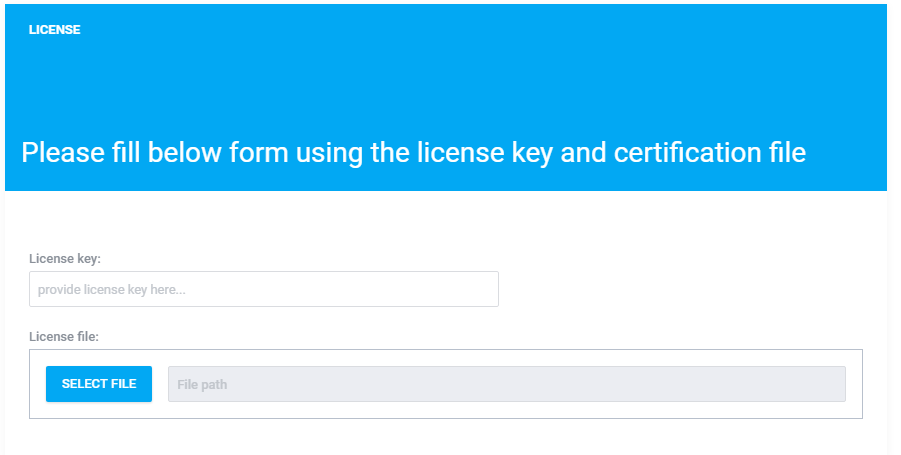 LICENSE
Please fill below form using the license key and certification file
License key:
provide license key here...
License file:
SELECT FILE
File path